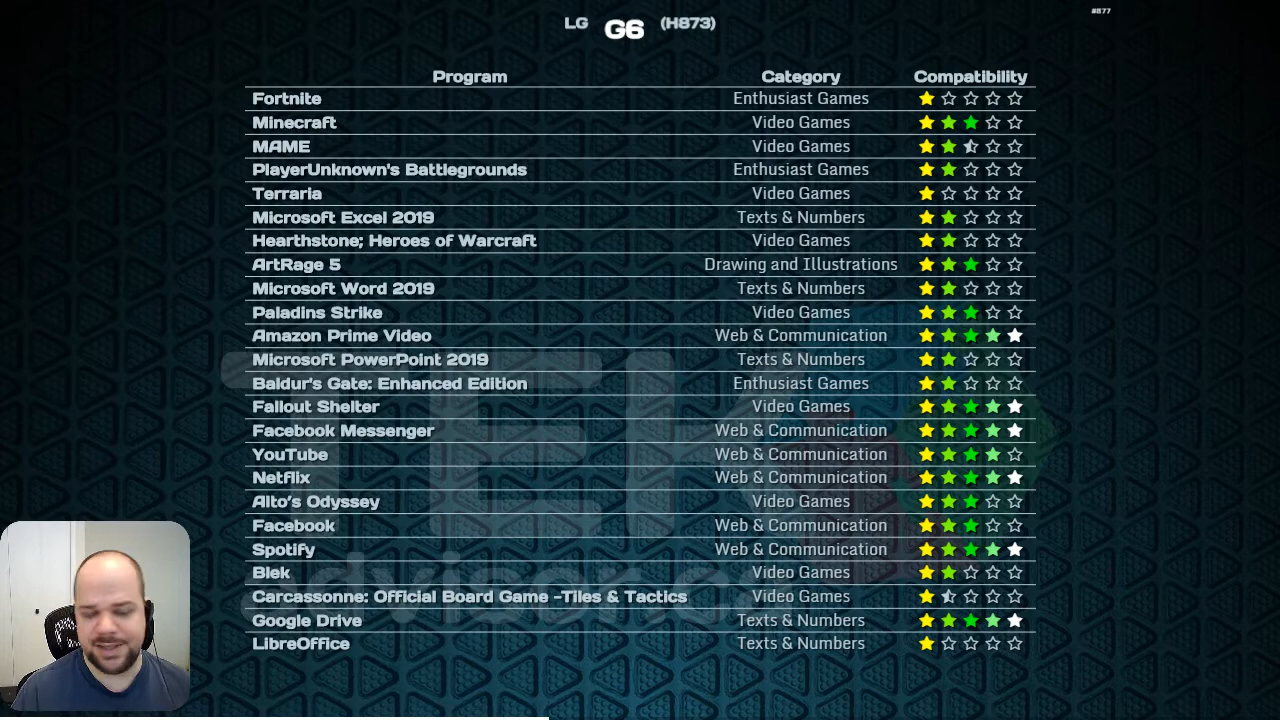 #877
LG G6 (H873)
Program Category Compatibility
Fortnite Enthusiast Games
Minecraft Video Games
MAME Video Games
PlayerUnknown's Battlegrounds Enthusiast Games
Terraria Video Games
Microsoft Excel 2019 Texts & Numbers
Hearthstone; Heroes of Warcraft Video Games
ArtRage 5 Drawing and Illustrations
Microsoft Word 2019 Texts & Numbers
Paladins Strike Video Games
Amazon Prime Video Web & Communication
Microsoft PowerPoint 2019 Texts & Numbers
Baldur's Gate: Enhanced Edition Enthusiast Games
Fallout Shelter Video Games
Facebook Messenger Web & Communication
YouTube Web & Communication
Netflix Web & Communication
Alto's Odyssey Video Games
Facebook Web & Communication
Spotify Web & Communication
Blek Video Games
Carcassonne: Official Board Game -Tiles & Tactics Video Games
Google Drive Texts & Numbers
LibreOffice Texts & Numbers